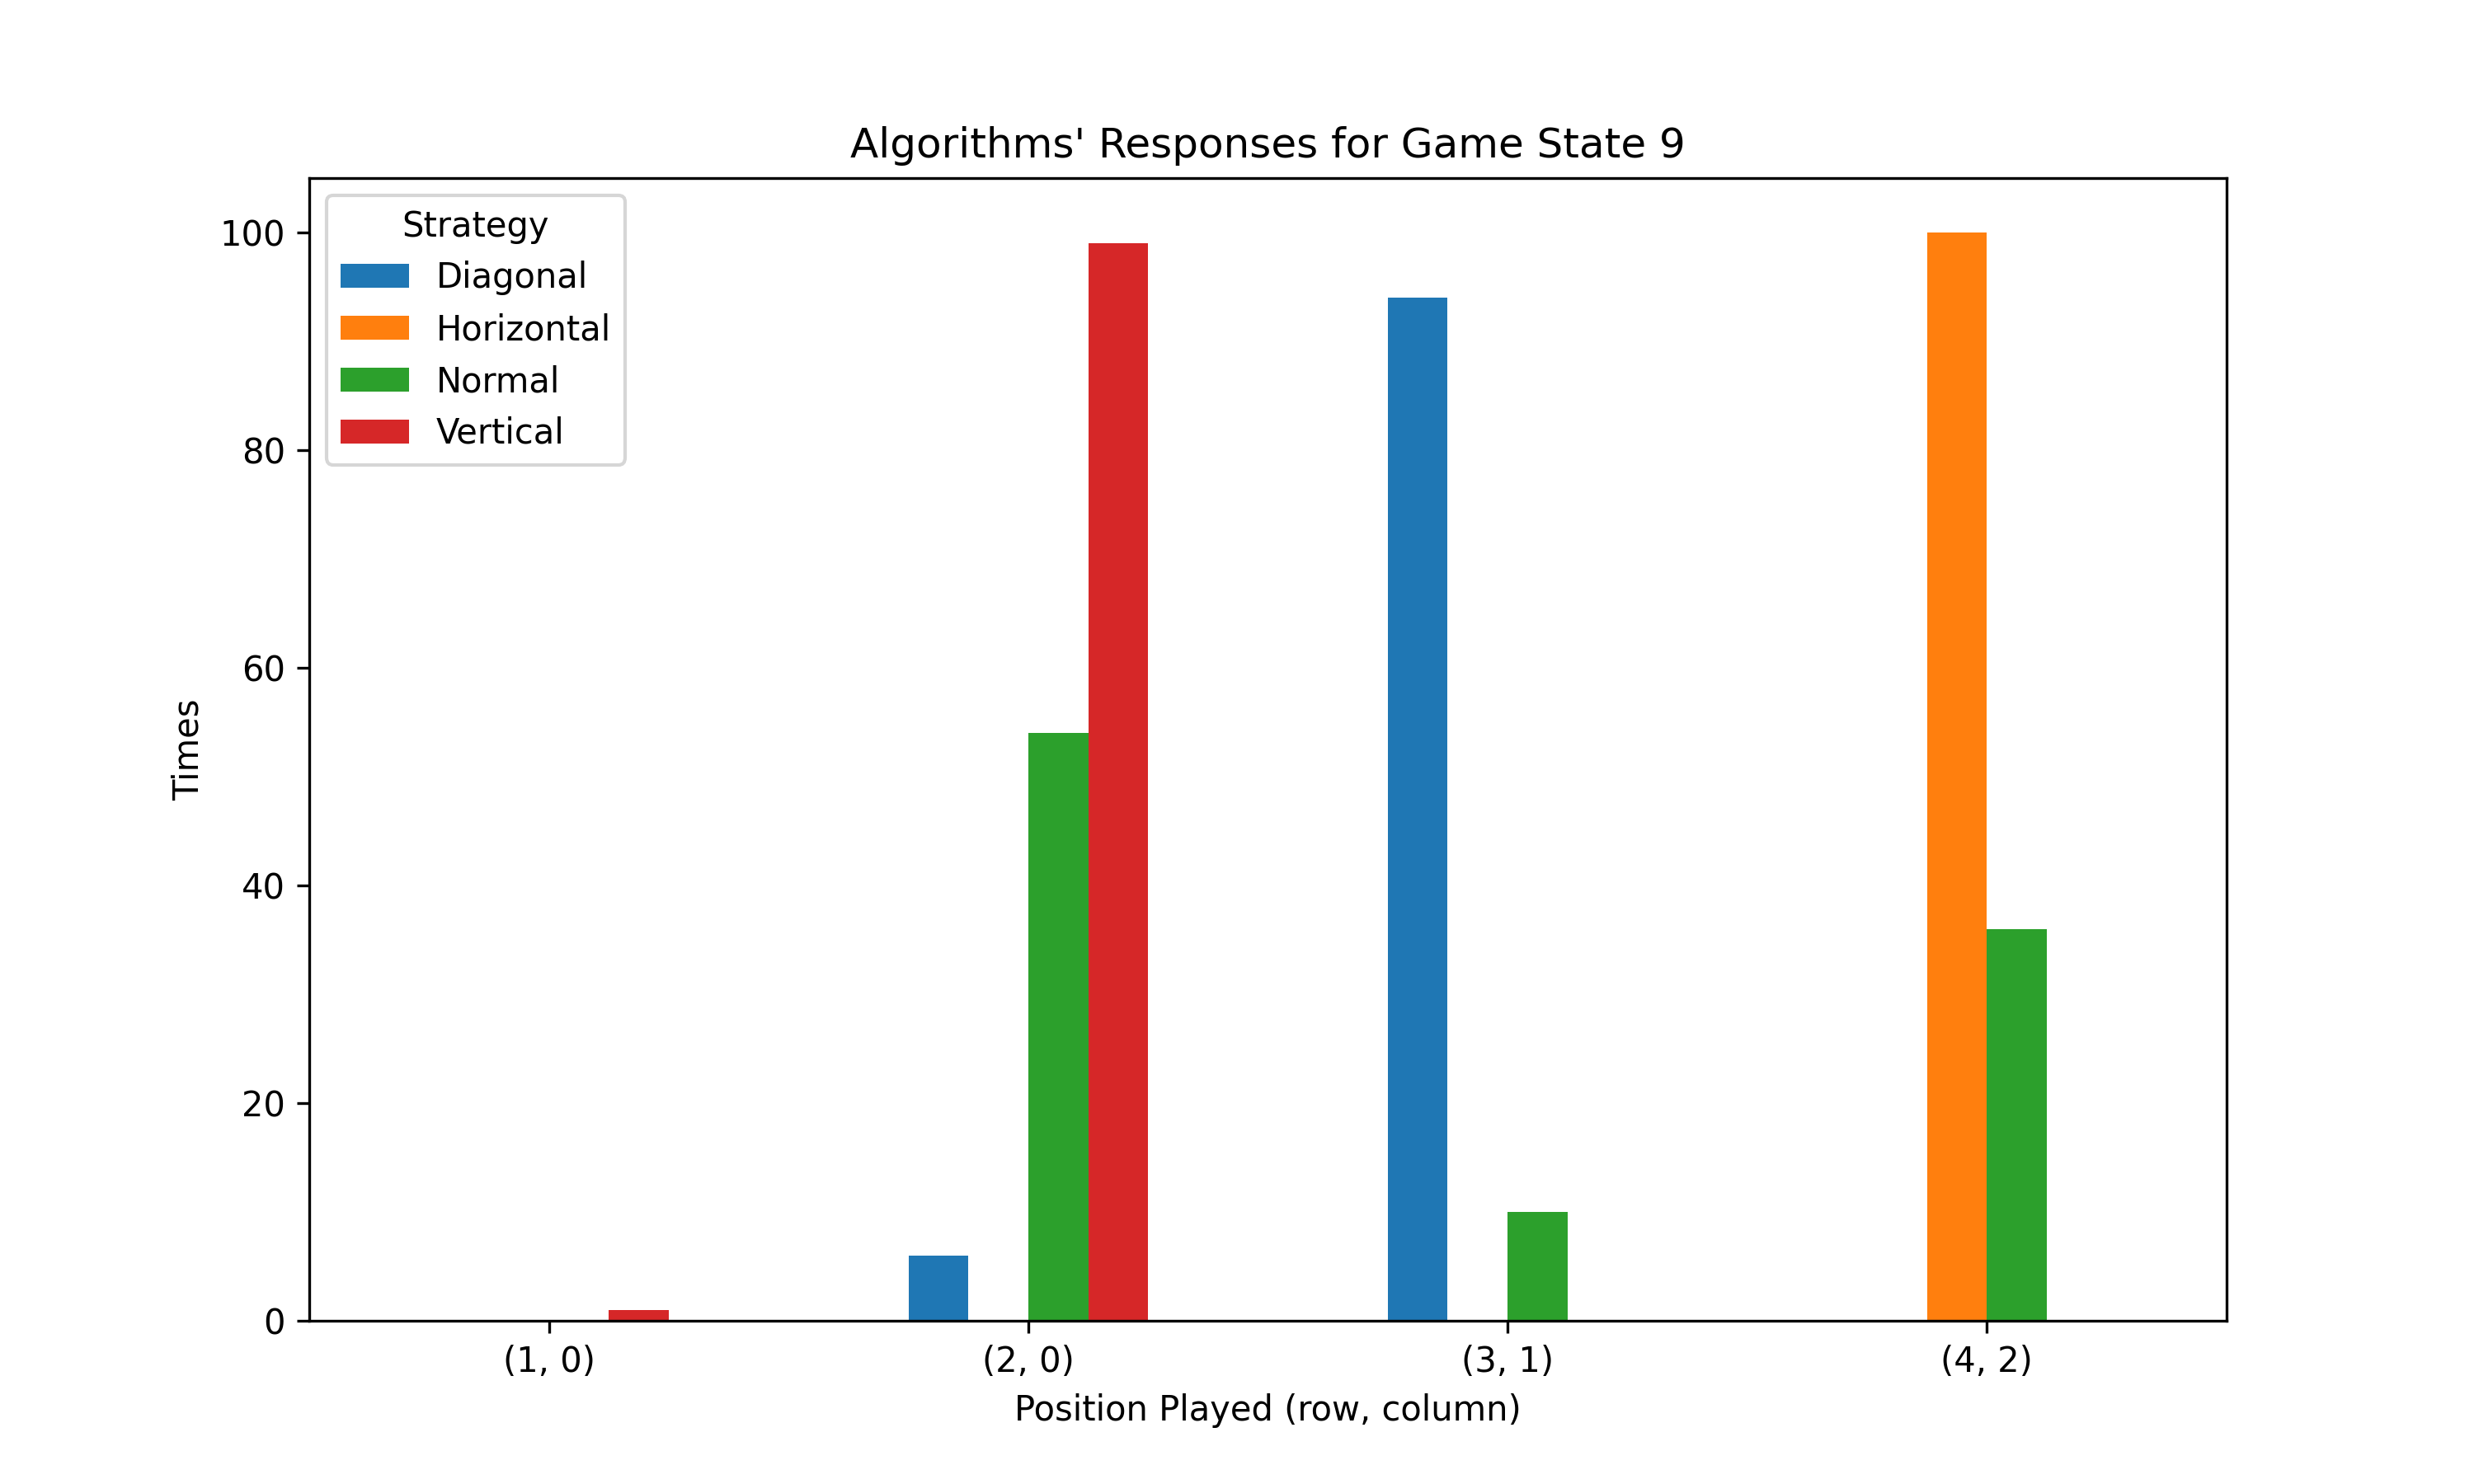 Algorithms' Responses for Game State 9
Strategy
Diagonal
Horizontal
Normal
Vertical
100
80
60
40
20
0
Times
(1, 0)
(2, 0)
(3, 1)
(4, 2)
Position Played (row, column)